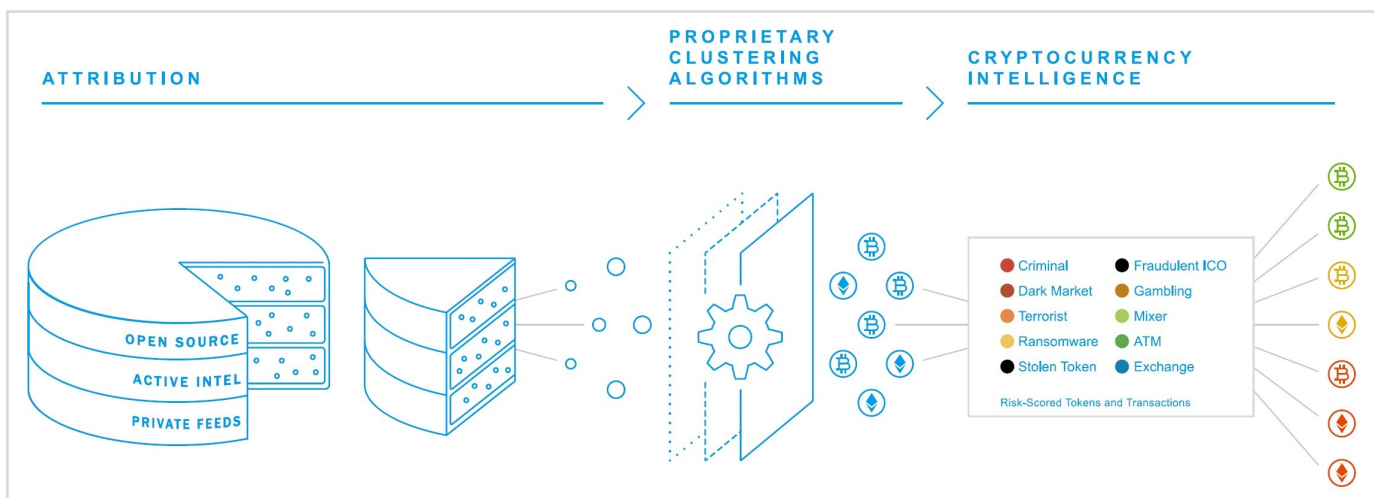 ATTRIBUTION
PROPRIETARY
CLUSTERING
ALGORITHMS
CRYPTOCURRENCY
INTELLIGENCE
OPEN SOURCE
ACTIVE INTEL
PRIVATE FEEDS
Criminal
Dark Market
Terrorist
Ransomware
Stolen Token
Fraudulent ICO
Gambling
Mixer
ATM
Exchange
Risk-Scored Tokens and Transactions